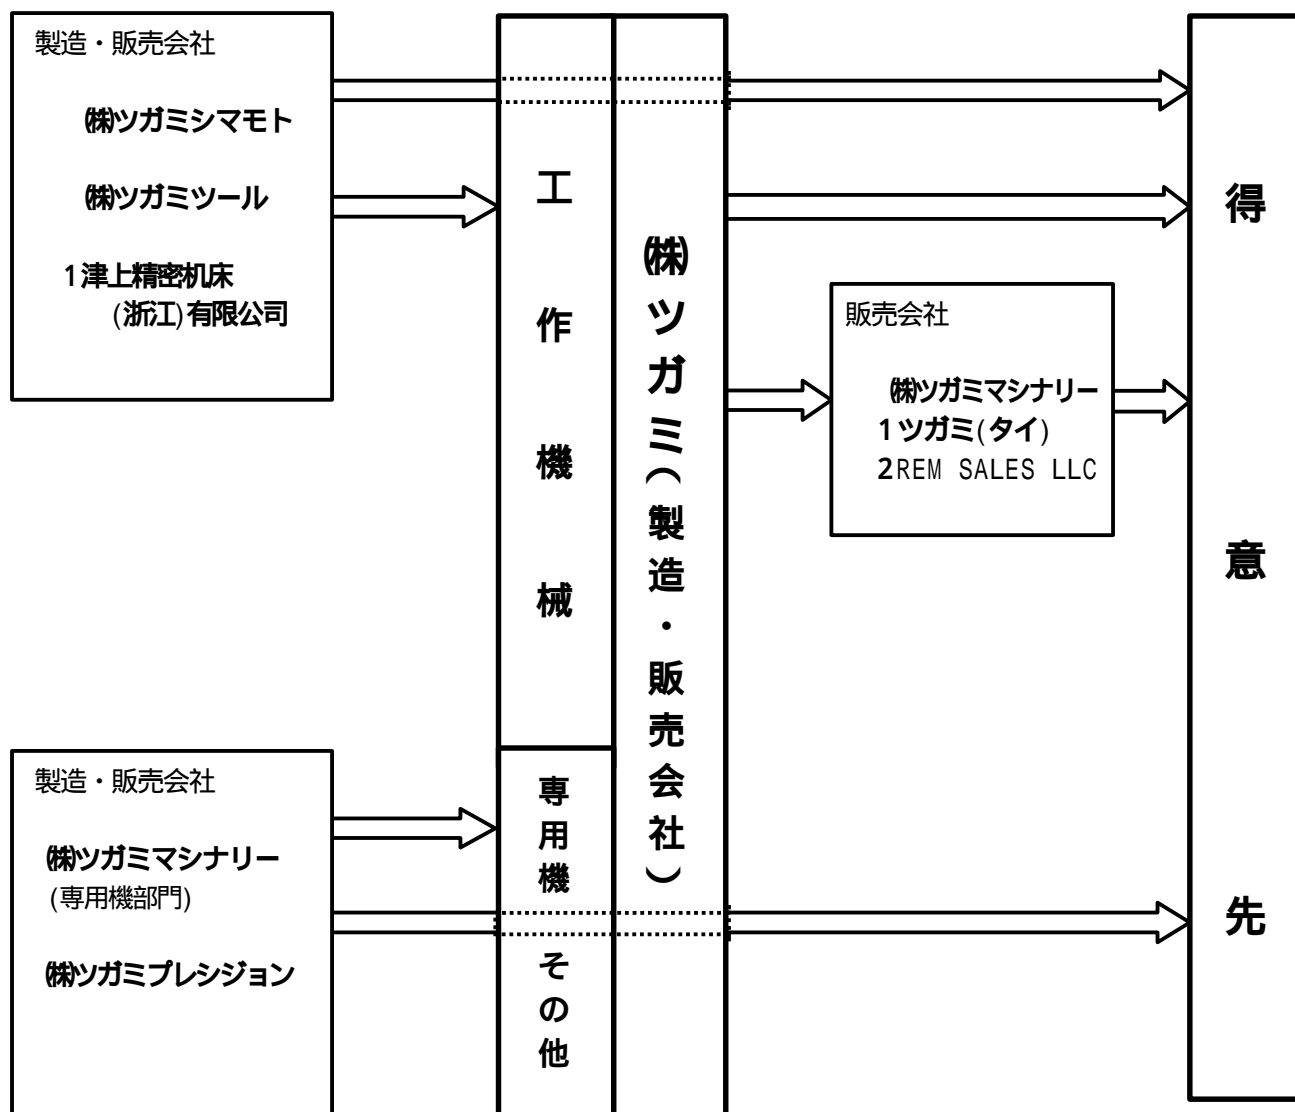 製造・販売会社
㈱ツガミシマモト
㈱ツガミツール
1津上精密机床
(浙江)有限公司
工作機械
㈱ツガミ(製造・販売会社)
販売会社
㈱ツガミマシナリー
1ツガミ(タイ)
2REM SALES LLC
得意先
製造・販売会社
㈱ツガミマシナリー
(専用機部門)
㈱ツガミプレシジョン
専用機
その他